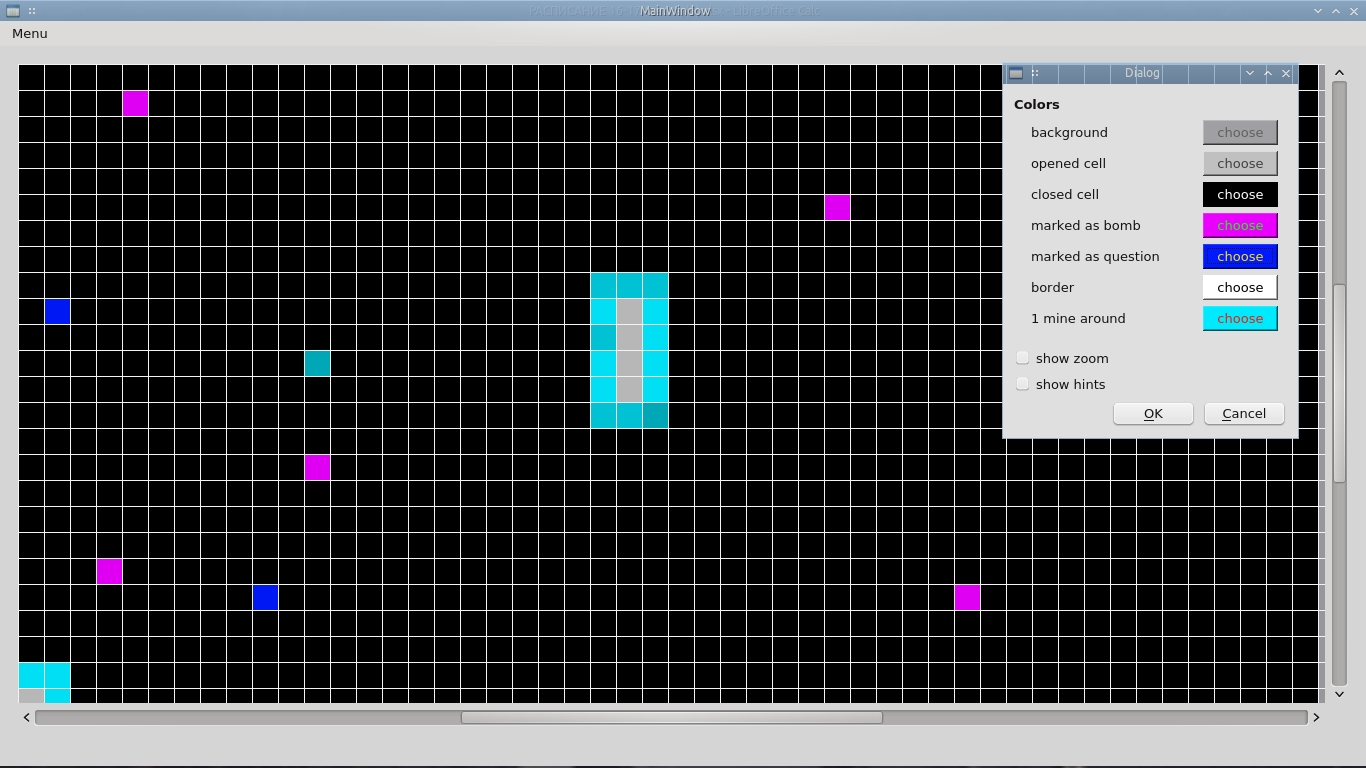 MainWindow
Menu
Dialog
Colors
background choose
opened cell choose
closed cell choose
marked as bomb choose
marked as question choose
border choose
1 mine around choose
show zoom
show hints
OK Cancel